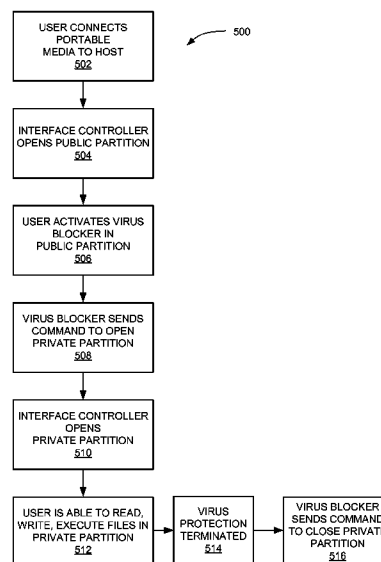 USER CONNECTS
PORTABLE
MEDIA TO HOST
502
500
INTERFACE CONTROLLER
OPENS PUBLIC PARTITION
504
USER ACTIVATES VIRUS
BLOCKER IN
PUBLIC PARTITION
506
VIRUS BLOCKER SENDS
COMMAND TO OPEN
PRIVATE PARTITION
508
INTERFACE CONTROLLER
OPENS
PRIVATE PARTITION
510
USER IS ABLE TO READ,
WRITE, EXECUTE FILES IN
PRIVATE PARTITION
512
VIRUS
PROTECTION
TERMINATED
514
VIRUS BLOCKER
SENDS COMMAND
TO CLOSE PRIVATE
PARTITION
516